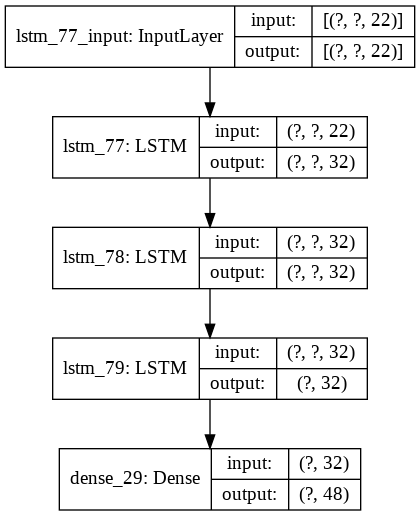 lstm_77_input: InputLayer
input: [(?, ?, 22)]
output: [(?, ?, 22)]
lstm_77: LSTM
input: (?, ?, 22)
output: (?, ?, 32)
lstm_78: LSTM
input: (?, ?, 32)
output: (?, ?, 32)
lstm_79: LSTM
input: (?, ?, 32)
output: (?, 32)
dense_29: Dense
input: (?, 32)
output: (?, 48)